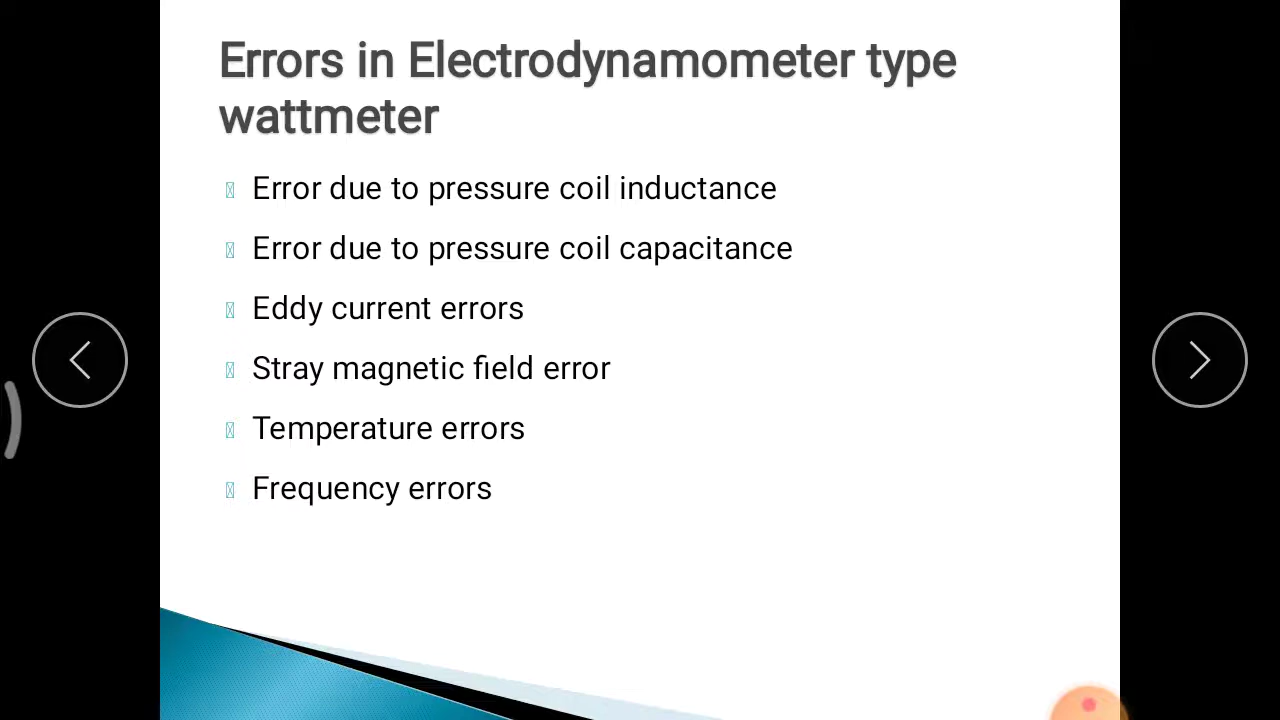 Errors in Electrodynamometer type
wattmeter
Error due to pressure coil inductance
Error due to pressure coil capacitance
Eddy current errors
Stray magnetic field error
Temperature errors
Frequency errors